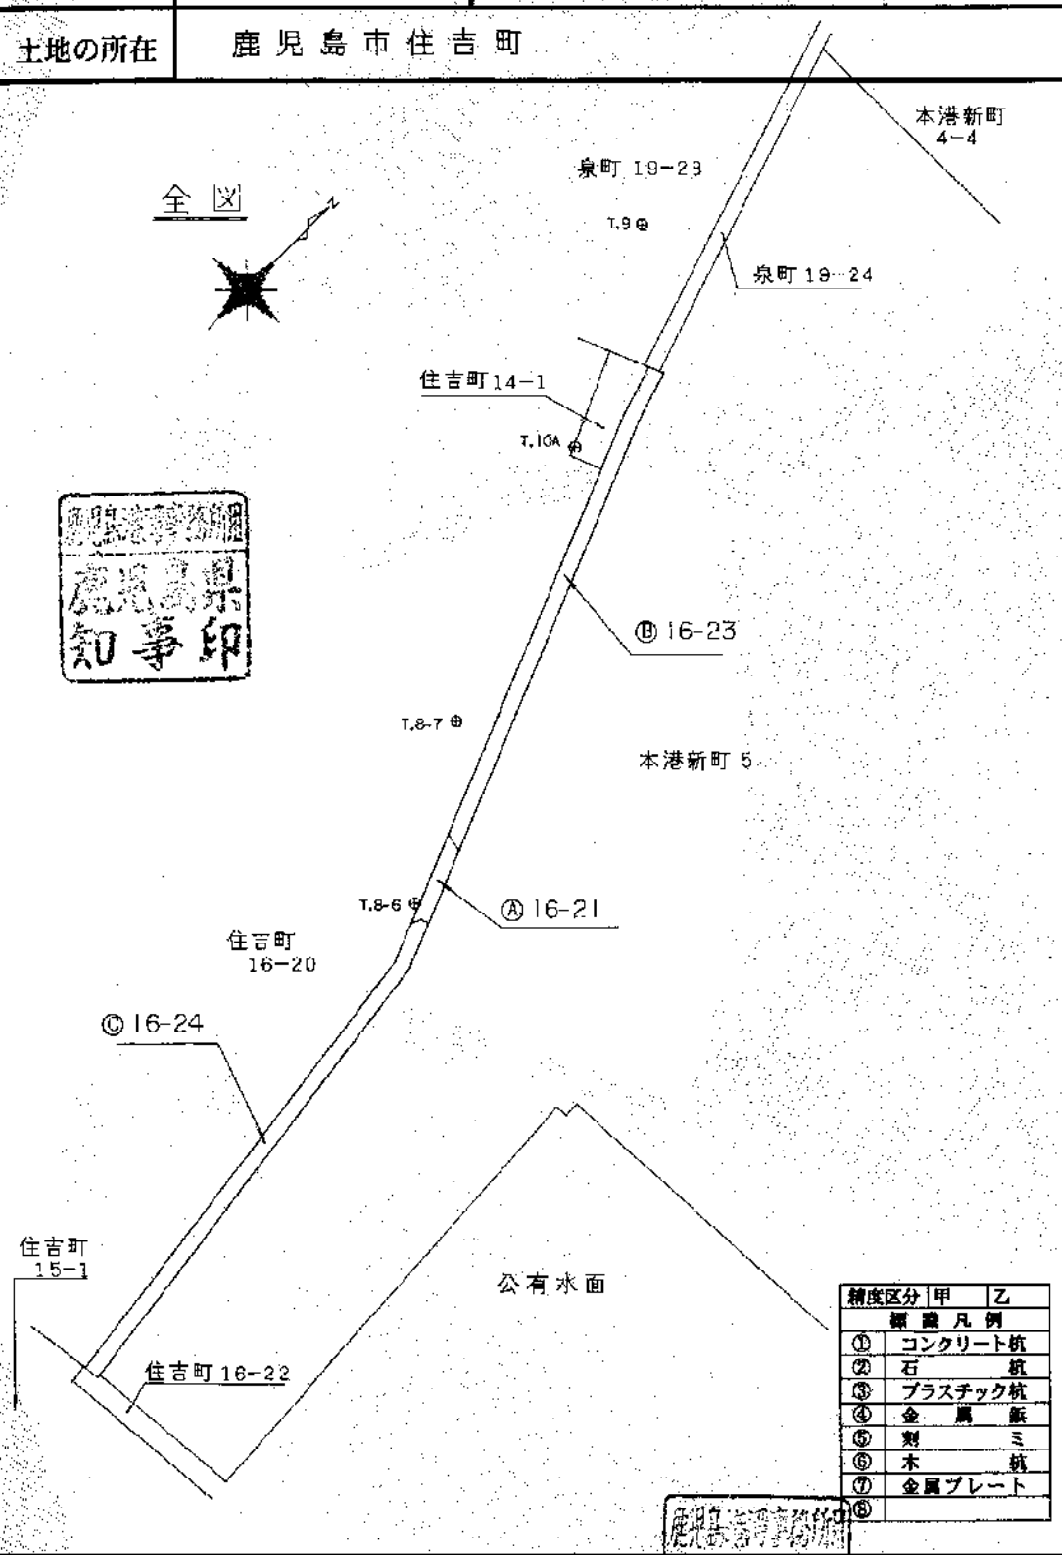 土地の所在
鹿児島市住吉町
本港新町
4-4
泉町 19-23
全図
N
T.9
泉町 19-24
住吉町 14-1
T.10A
鹿児島県
知事印
Ⓑ 16-23
T.8-7
本港新町 5
T.8-6
Ⓐ 16-21
住吉町
16-20
Ⓒ 16-24
住吉町
15-1
公有水面
住吉町 16-22
精度区分 甲 乙
標識凡例
① コンクリート杭
② 石杭
③ プラスチック杭
④ 金属鋲
⑤ 刻ミ
⑥ 木杭
⑦ 金属プレート
⑧